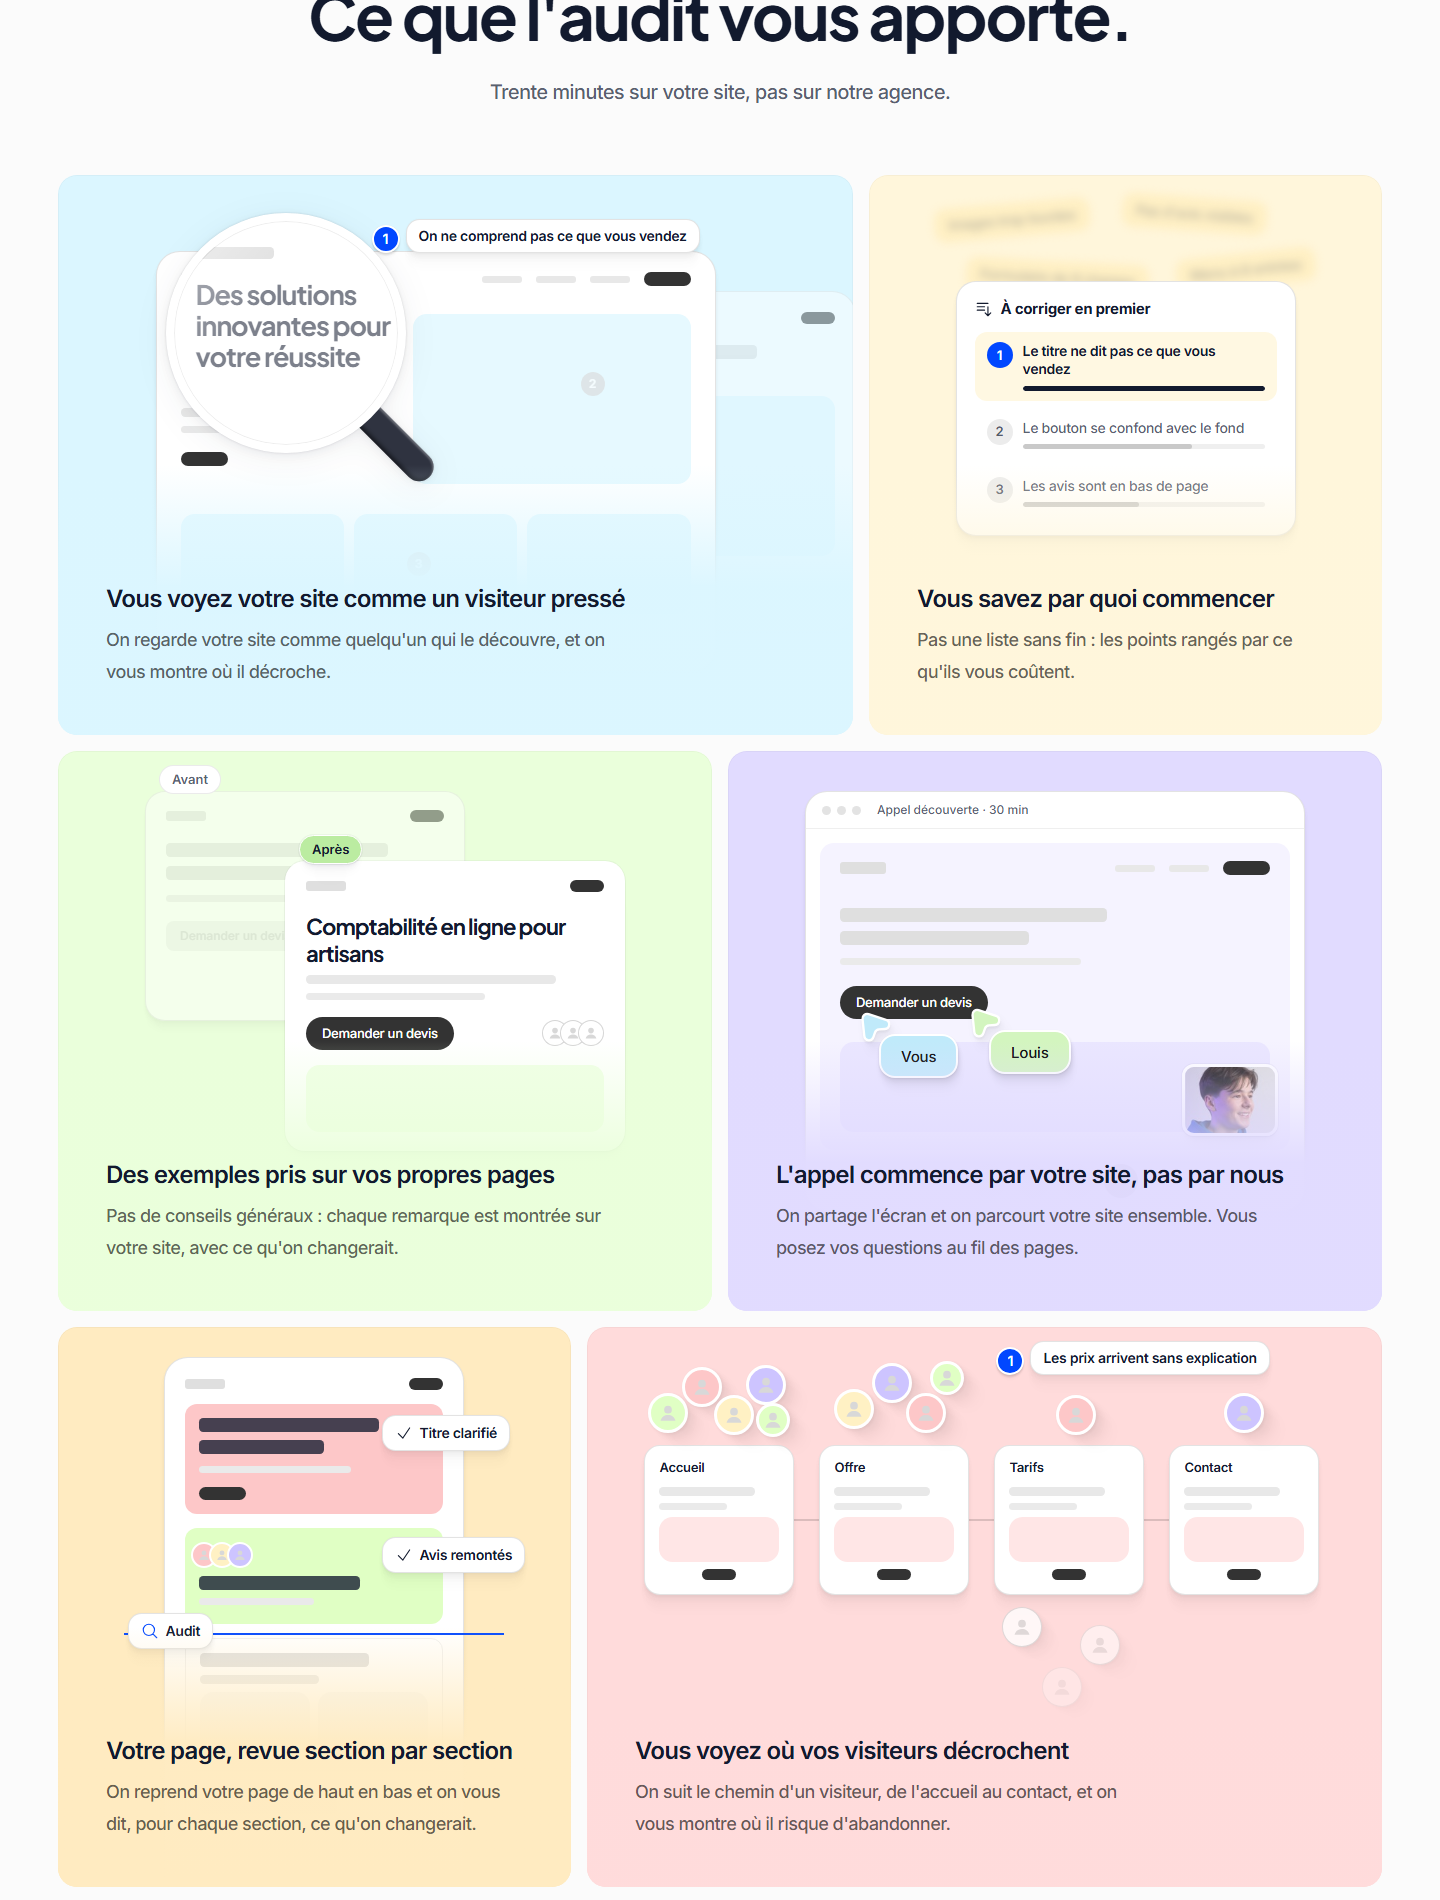 Ce que l'audit vous apporte.
Trente minutes sur votre site, pas sur notre agence.
1
On ne comprend pas ce que vous vendez
Des solutions
innovantes pour
votre réussite
2
3
Vous voyez votre site comme un visiteur pressé
On regarde votre site comme quelqu'un qui le découvre, et on
vous montre où il décroche.
À corriger en premier
1
Le titre ne dit pas ce que vous
vendez
2
Le bouton se confond avec le fond
3
Les avis sont en bas de page
Vous savez par quoi commencer
Pas une liste sans fin : les points rangés par ce
qu'ils vous coûtent.
Avant
Demander un devi
Après
Comptabilité en ligne pour
artisans
Demander un devis
Des exemples pris sur vos propres pages
Pas de conseils généraux : chaque remarque est montrée sur
votre site, avec ce qu'on changerait.
Appel découverte · 30 min
Demander un devis
Vous
Louis
L'appel commence par votre site, pas par nous
On partage l'écran et on parcourt votre site ensemble. Vous
posez vos questions au fil des pages.
Titre clarifié
Avis remontés
Audit
Votre page, revue section par section
On reprend votre page de haut en bas et on vous
dit, pour chaque section, ce qu'on changerait.
1
Les prix arrivent sans explication
Accueil
Offre
Tarifs
Contact
Vous voyez où vos visiteurs décrochent
On suit le chemin d'un visiteur, de l'accueil au contact, et on
vous montre où il risque d'abandonner.